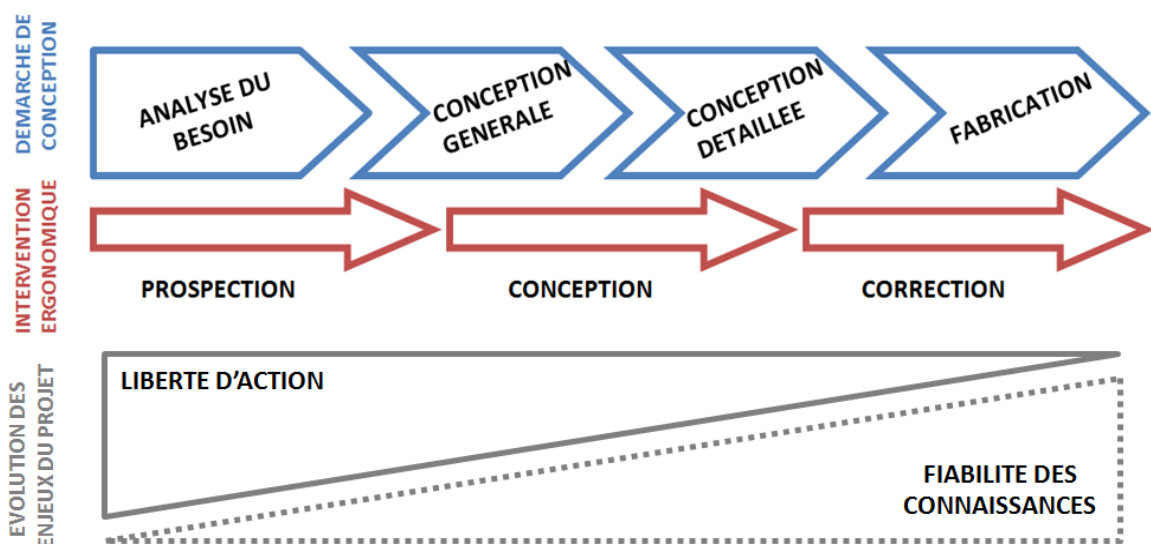 DEMARCHE DE
CONCEPTION
ANALYSE DU
BESOIN
CONCEPTION
GENERALE
CONCEPTION
DETAILLEE
FABRICATION
INTERVENTION
ERGONOMIQUE
PROSPECTION
CONCEPTION
CORRECTION
EVOLUTION DES
ENJEUX DU PROJET
LIBERTE D'ACTION
FIABILITE DES
CONNAISSANCES